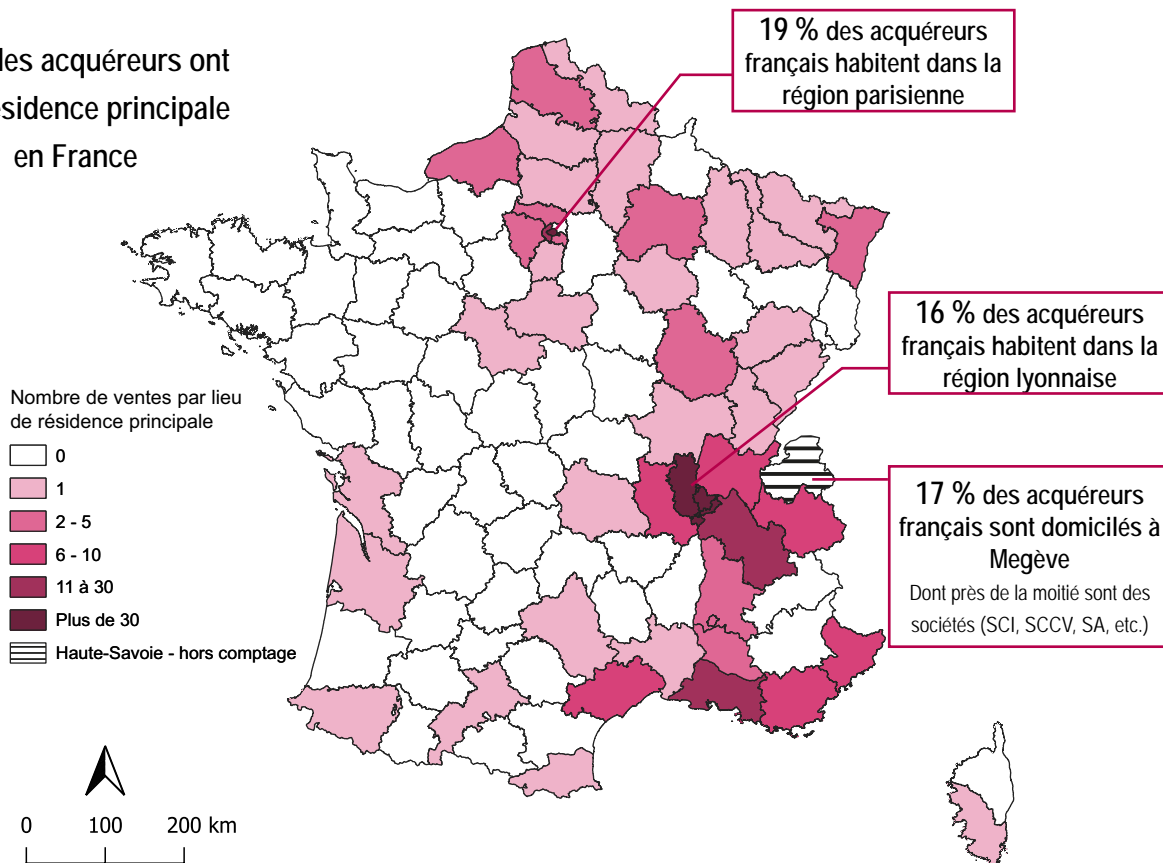 les acquéreurs ont
résidence principale
en France
19 % des acquéreurs
français habitent dans la
région parisienne
16 % des acquéreurs
français habitent dans la
région lyonnaise
17 % des acquéreurs
français sont domicilés à
Megève
Dont près de la moitié sont des
sociétés (SCI, SCCV, SA, etc.)
Nombre de ventes par lieu
de résidence principale
0
1
2 - 5
6 - 10
11 à 30
Plus de 30
Haute-Savoie - hors comptage
0 100 200 km